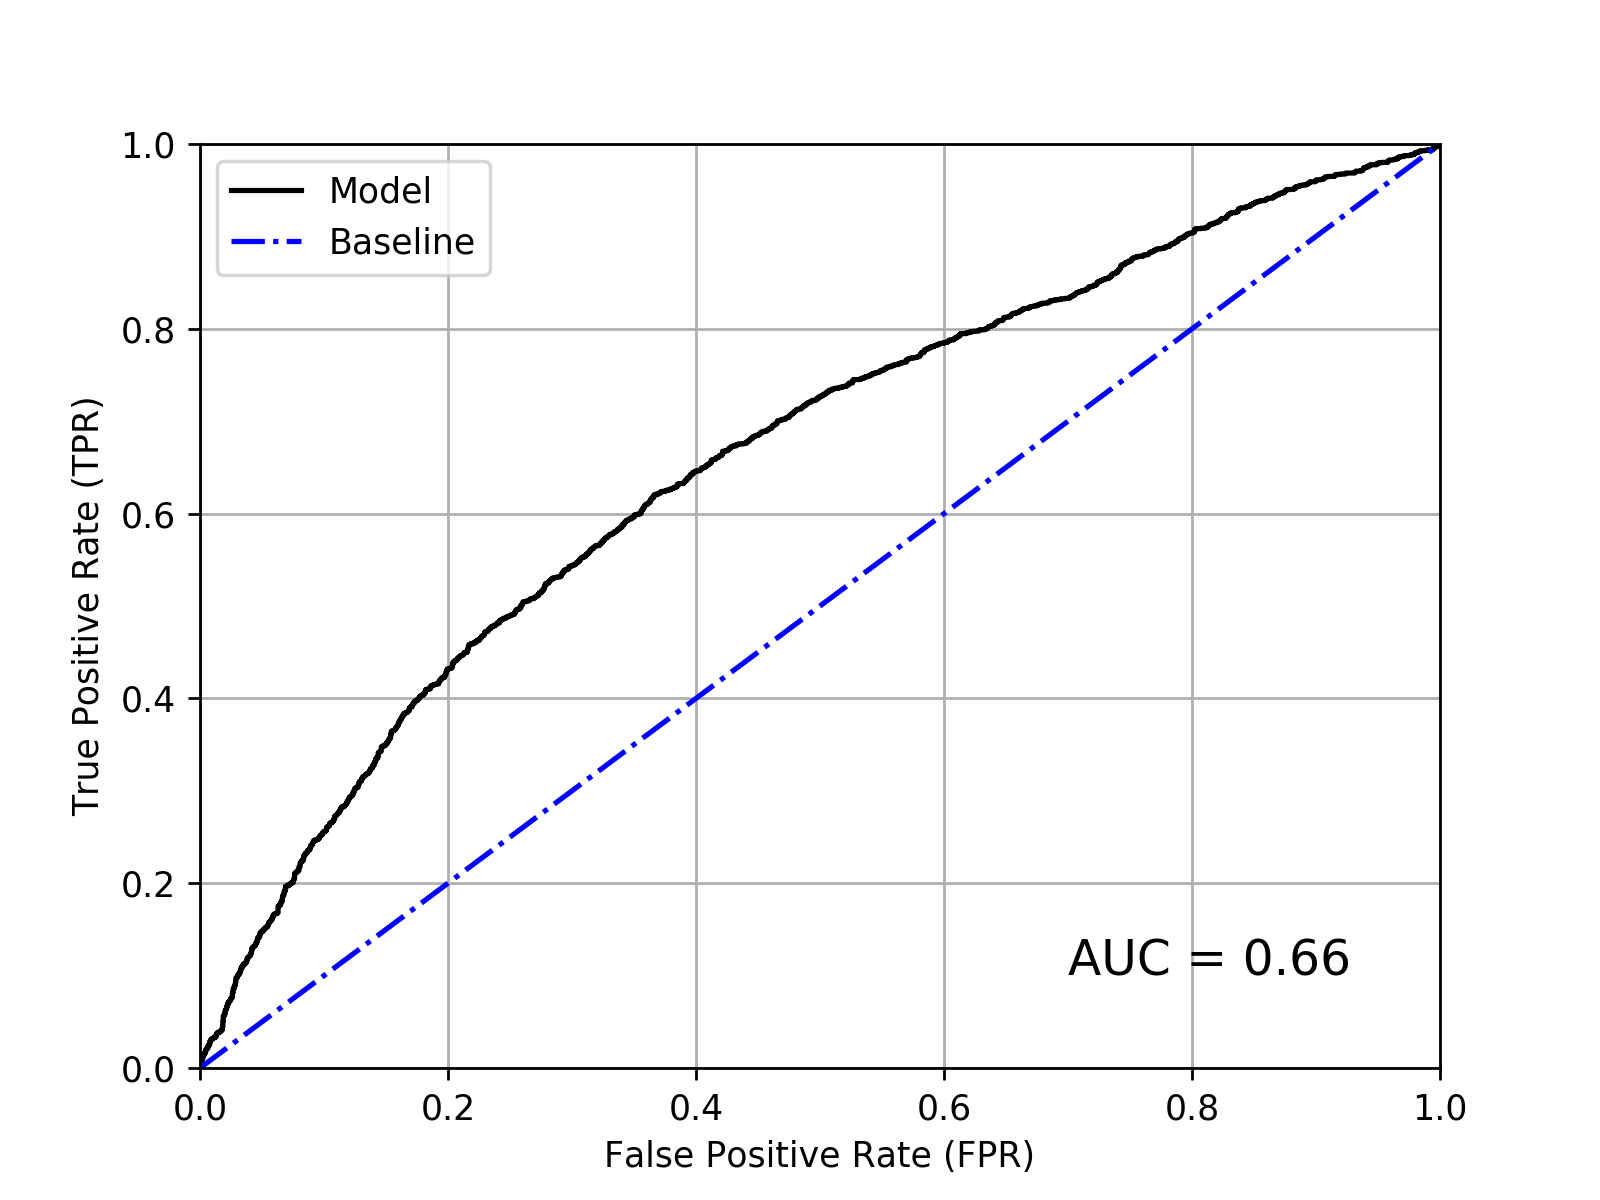 Model
Baseline
1.0
0.8
0.6
0.4
0.2
0.0
True Positive Rate (TPR)
AUC = 0.66
0.0 0.2 0.4 0.6 0.8 1.0
False Positive Rate (FPR)